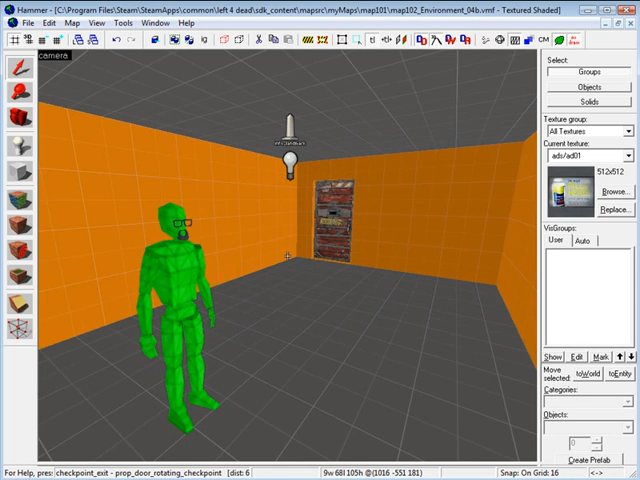 Hammer - [C:\Program Files\Steam\SteamApps\common\left 4 dead\sdk_content\mapsrc\myMaps\map101\map102_Environment_04b.vmf - Textured Shaded]
File Edit Map View Tools Window Help
camera
Select:
Groups
Objects
Solids
Texture group:
All Textures
Current texture:
ads/ad01
512x512
Browse...
Replace...
VisGroups:
User Auto
Show Edit Mark
Move selected:
toWorld toEntity
Categories:
Objects:
0
Create Prefab
For Help, pres checkpoint_exit - prop_door_rotating_checkpoint [dist: 6 9w 68l 105h @(1016 -551 181) Snap: On Grid: 16 <->